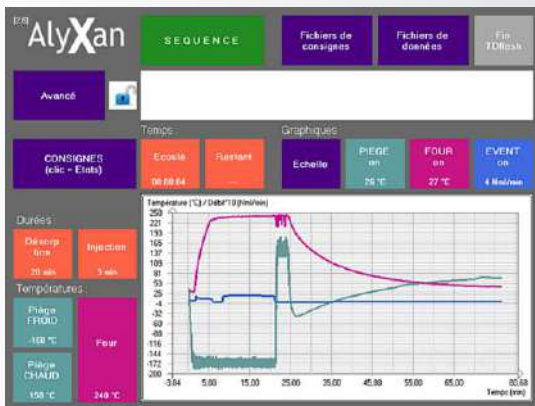 [2.6]
AlyXan
SEQUENCE
Fichiers de
consignes
Fichiers de
données
Fin
TDflash
Avancé
Temps :
Graphiques
CONSIGNES
(clic = Etats)
Ecoulé
00:00:04
Restant
Echelle
PIEGE
on
26 °C
FOUR
on
27 °C
EVENT
on
4 Nml/min
Durées :
Désorp
tion
20 min
Injection
3 min
Températures :
Piège
FROID
-160 °C
Piège
CHAUD
150 °C
Four
240 °C
Température (°C) / Débit*10 (Nml/min)
250
221
193
165
137
109
81
53
25
-4
-32
-60
-88
-116
-144
-172
-200
-3,04 5,00 15,00 25,00 35,00 45,00 55,00 65,00 80,68
Temps (min)